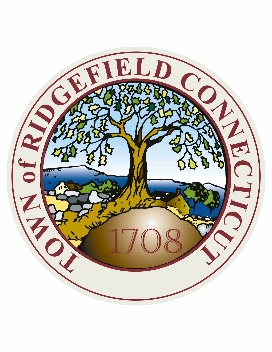 TOWN of RIDGEFIELD CONNECTICUT
1708